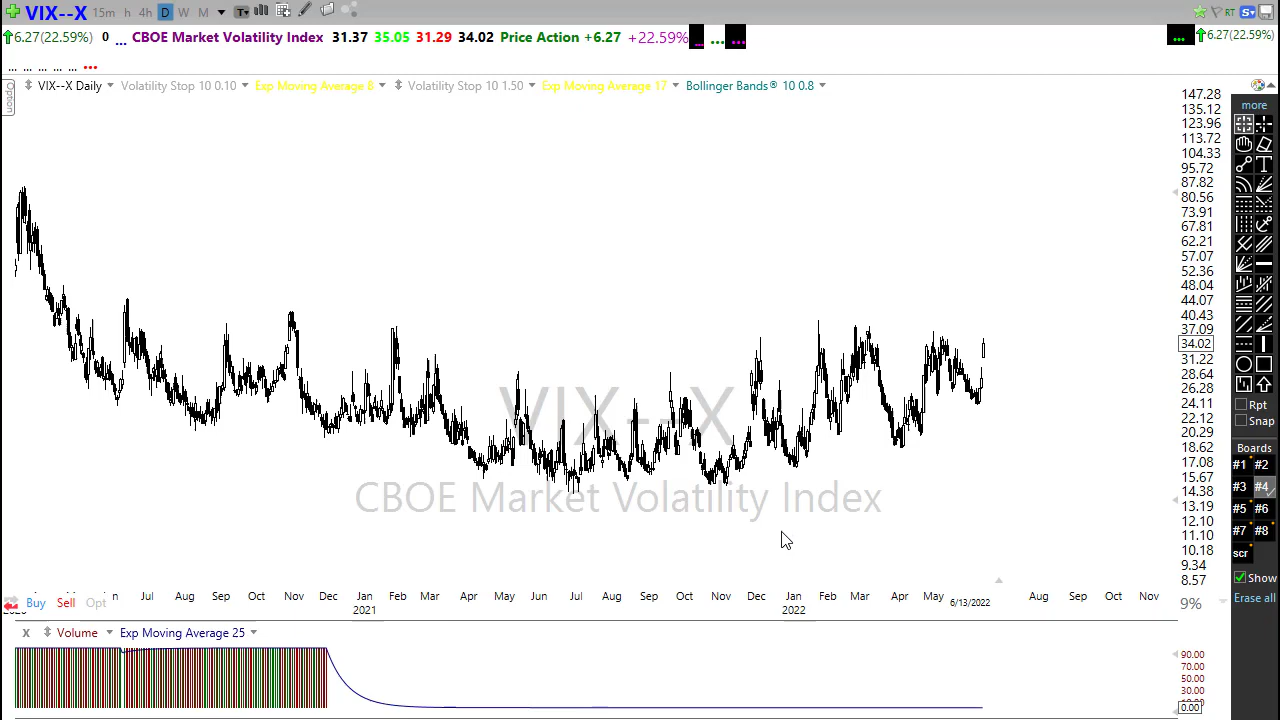 VIX--X 15m h 4h D W M T RT S
6.27(22.59%) 0 ... CBOE Market Volatility Index 31.37 35.05 31.29 34.02 Price Action +6.27 +22.59% ... ... ... ... 6.27(22.59%)
... ... ... ... ... ...
VIX--X Daily Volatility Stop 10 0.10 Exp Moving Average 8 Volatility Stop 10 1.50 Exp Moving Average 17 Bollinger Bands® 10 0.8
Option
147.28
135.12
123.96
113.72
104.33
95.72
87.82
80.56
73.91
67.81
62.21
57.07
52.36
48.04
44.07
40.43
37.09
34.02
31.22
28.64
26.28
24.11
22.12
20.29
18.62
17.08
15.67
14.38
13.19
12.10
11.10
10.18
9.34
8.57
9%
VIX--X
CBOE Market Volatility Index
more
T
Rpt
Snap
Boards
#1 #2
#3 #4
#5 #6
#7 #8
scr
Show
Erase all
Buy Sell Opt
Jul Aug Sep Oct Nov Dec Jan Feb Mar Apr May Jun Jul Aug Sep Oct Nov Dec Jan Feb Mar Apr May 6/13/2022 Aug Sep Oct Nov
2021 2022
x Volume Exp Moving Average 25
90.00
70.00
50.00
30.00
0.00